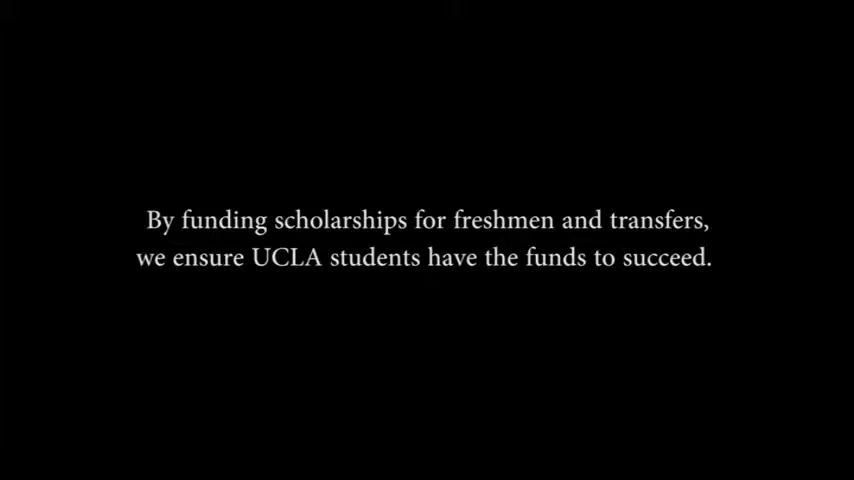 By funding scholarships for freshmen and transfers,
we ensure UCLA students have the funds to succeed.